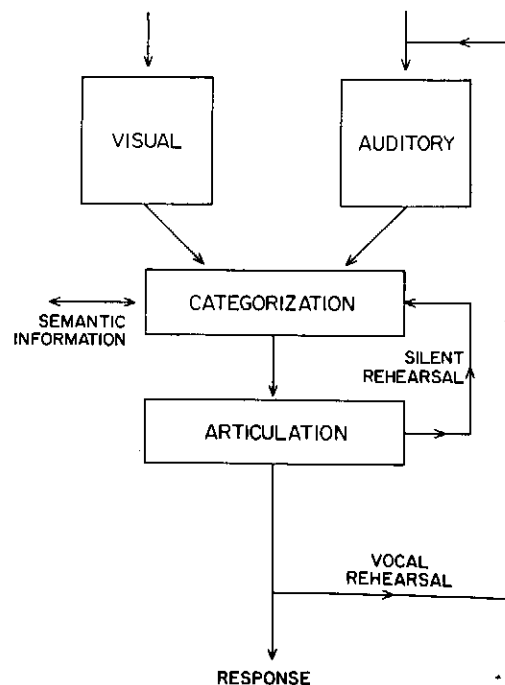 VISUAL
AUDITORY
CATEGORIZATION
SEMANTIC
INFORMATION
SILENT
REHEARSAL
ARTICULATION
VOCAL
REHEARSAL
RESPONSE